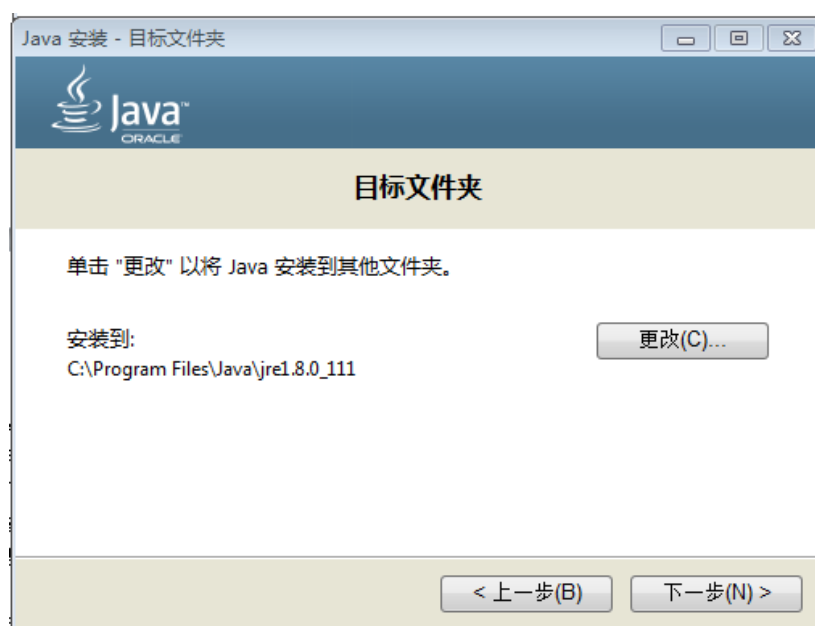 Java 安装 - 目标文件夹
Java™
ORACLE
目标文件夹
单击 "更改" 以将 Java 安装到其他文件夹。
安装到:
更改(C)...
C:\Program Files\Java\jre1.8.0_111
< 上一步(B)
下一步(N) >